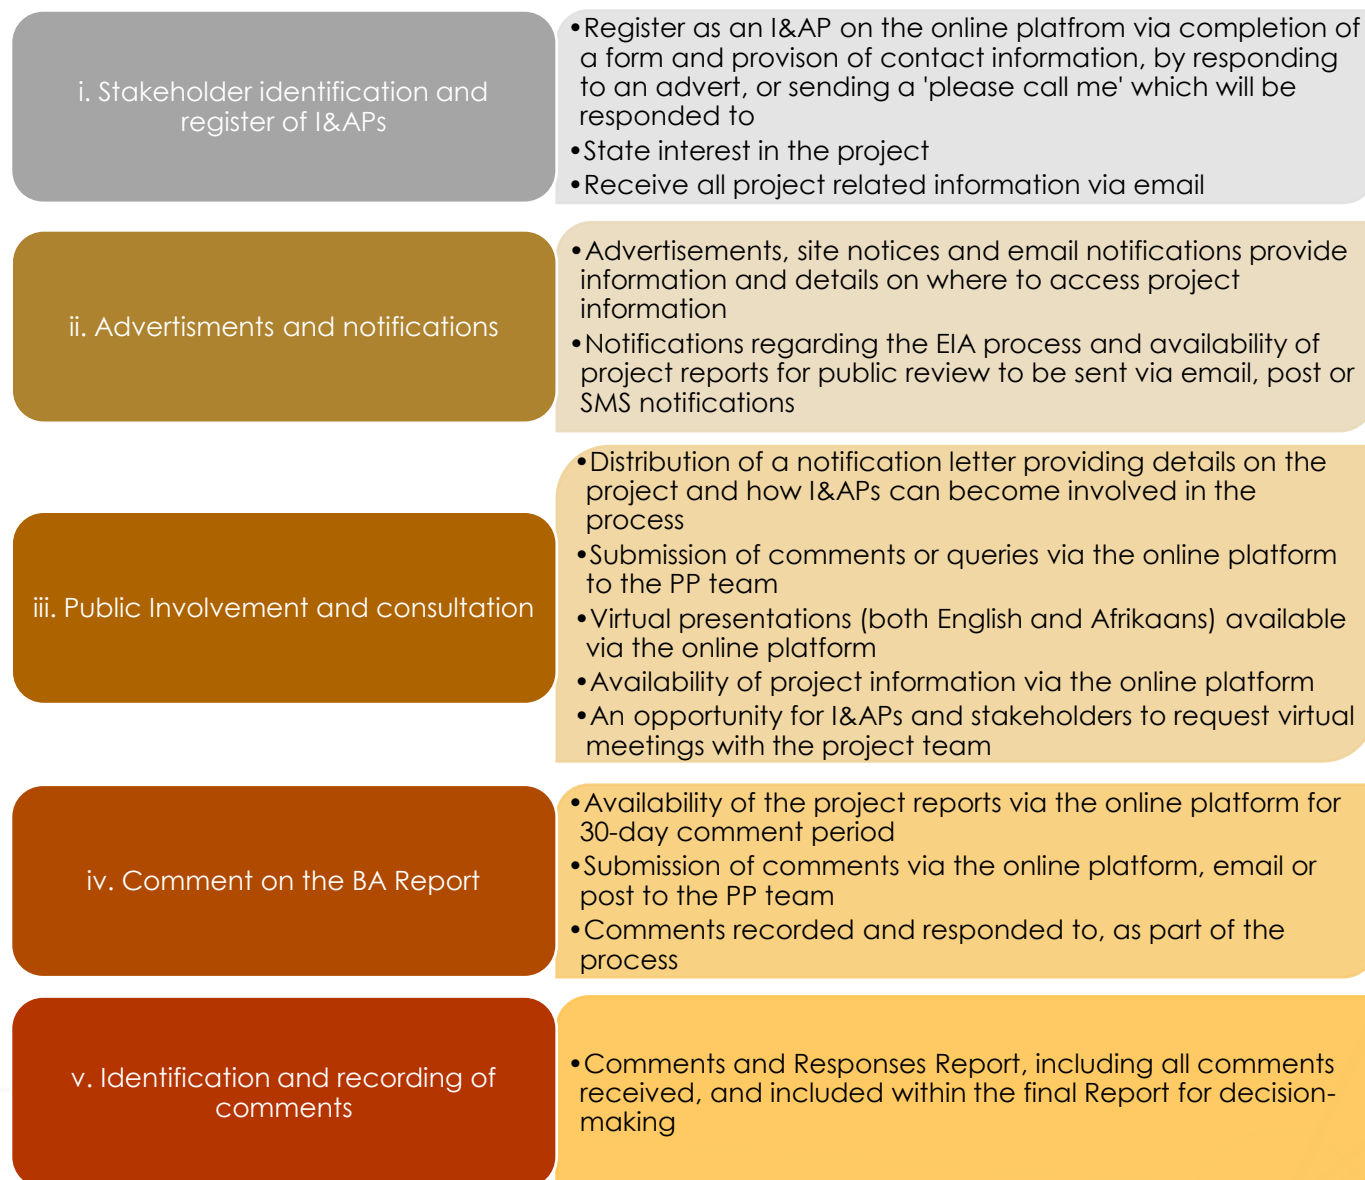 i. Stakeholder identification and
register of I&APs
•Register as an I&AP on the online platfrom via completion of
a form and provison of contact information, by responding
to an advert, or sending a 'please call me' which will be
responded to
•State interest in the project
•Receive all project related information via email
ii. Advertisments and notifications
•Advertisements, site notices and email notifications provide
information and details on where to access project
information
•Notifications regarding the EIA process and availability of
project reports for public review to be sent via email, post or
SMS notifications
iii. Public Involvement and consultation
•Distribution of a notification letter providing details on the
project and how I&APs can become involved in the
process
•Submission of comments or queries via the online platform
to the PP team
•Virtual presentations (both English and Afrikaans) available
via the online platform
•Availability of project information via the online platform
•An opportunity for I&APs and stakeholders to request virtual
meetings with the project team
iv. Comment on the BA Report
•Availability of the project reports via the online platform for
30-day comment period
•Submission of comments via the online platform, email or
post to the PP team
•Comments recorded and responded to, as part of the
process
v. Identification and recording of
comments
•Comments and Responses Report, including all comments
received, and included within the final Report for decision-
making